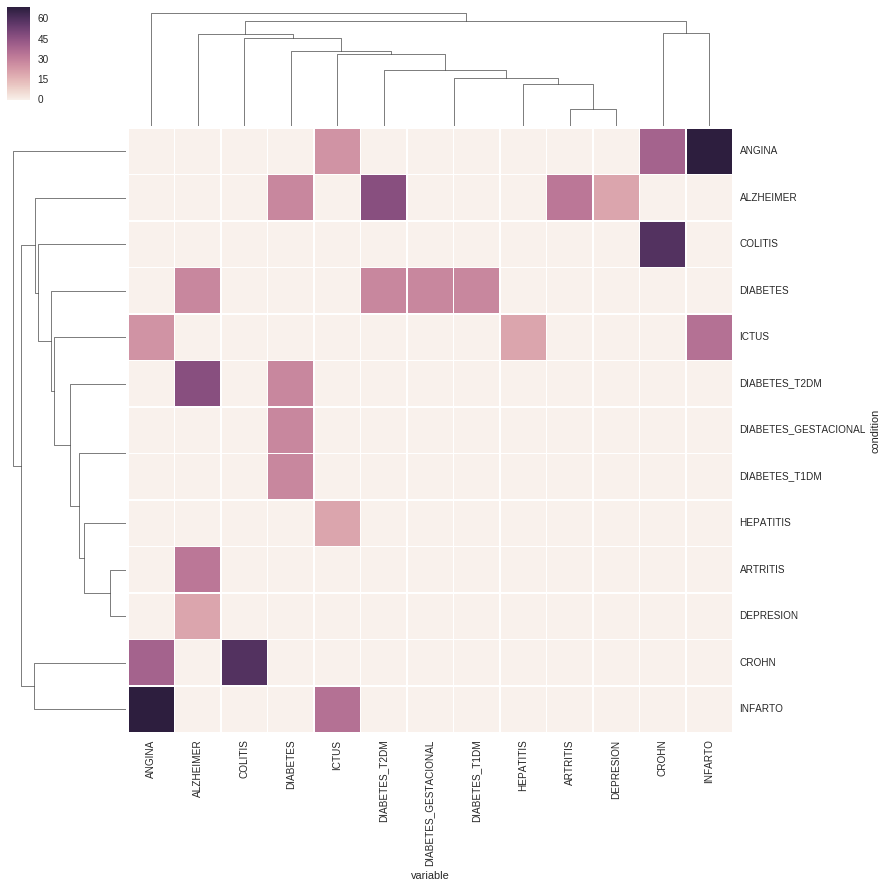 60
45
30
15
0
ANGINA
ALZHEIMER
COLITIS
DIABETES
ICTUS
DIABETES_T2DM
DIABETES_GESTACIONAL
DIABETES_T1DM
HEPATITIS
ARTRITIS
DEPRESION
CROHN
INFARTO
condition
ANGINA
ALZHEIMER
COLITIS
DIABETES
ICTUS
DIABETES_T2DM
DIABETES_GESTACIONAL
DIABETES_T1DM
HEPATITIS
ARTRITIS
DEPRESION
CROHN
INFARTO
variable